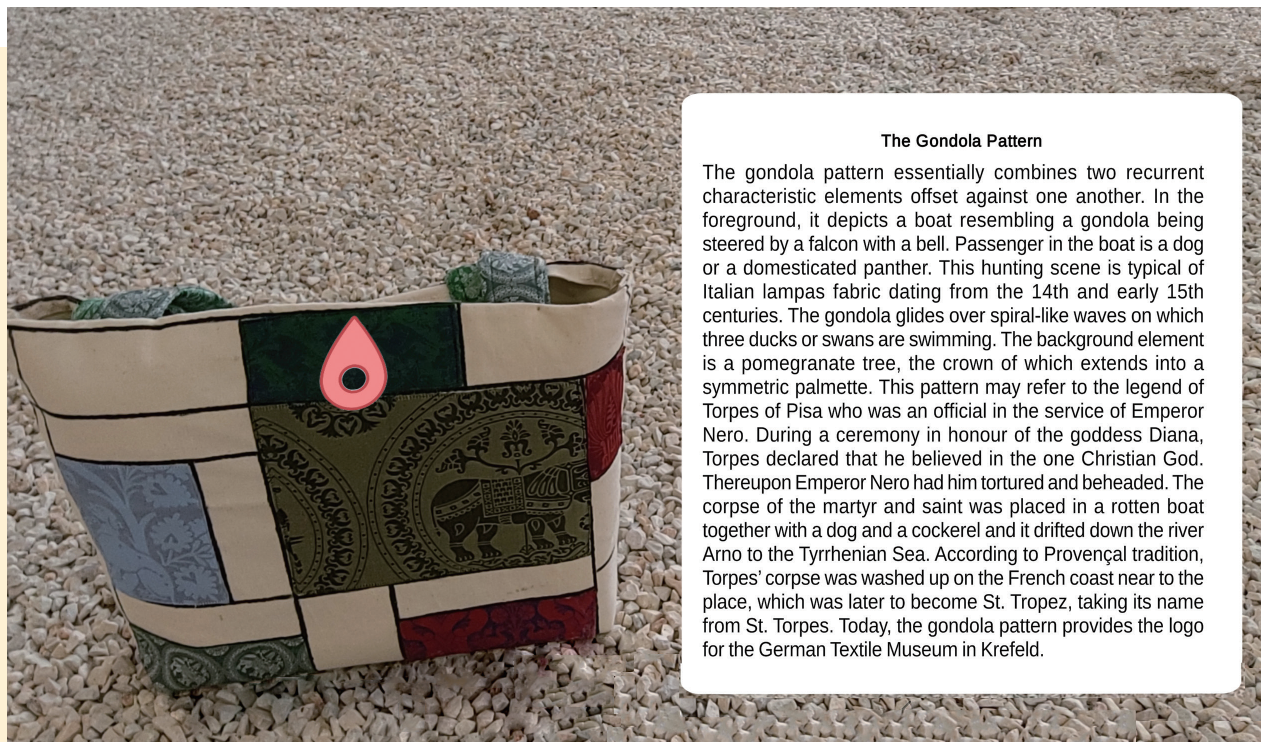 The Gondola Pattern
The gondola pattern essentially combines two recurrent
characteristic elements offset against one another. In the
foreground, it depicts a boat resembling a gondola being
steered by a falcon with a bell. Passenger in the boat is a dog
or a domesticated panther. This hunting scene is typical of
Italian lampas fabric dating from the 14th and early 15th
centuries. The gondola glides over spiral-like waves on which
three ducks or swans are swimming. The background element
is a pomegranate tree, the crown of which extends into a
symmetric palmette. This pattern may refer to the legend of
Torpes of Pisa who was an official in the service of Emperor
Nero. During a ceremony in honour of the goddess Diana,
Torpes declared that he believed in the one Christian God.
Thereupon Emperor Nero had him tortured and beheaded. The
corpse of the martyr and saint was placed in a rotten boat
together with a dog and a cockerel and it drifted down the river
Arno to the Tyrrhenian Sea. According to Provençal tradition,
Torpes’ corpse was washed up on the French coast near to the
place, which was later to become St. Tropez, taking its name
from St. Torpes. Today, the gondola pattern provides the logo
for the German Textile Museum in Krefeld.